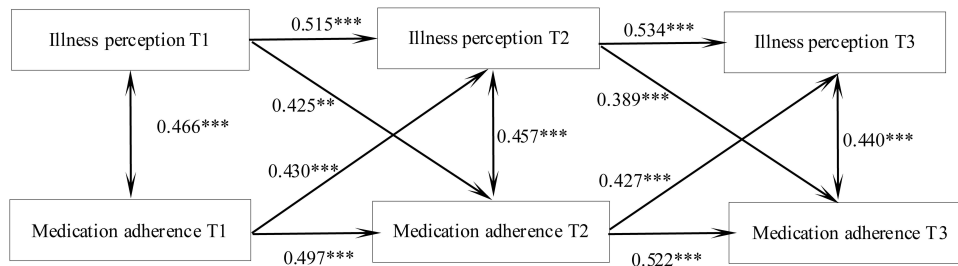 0.515***
0.534***
Illness perception T1
Illness perception T2
Illness perception T3
0.425**
0.389***
0.466***
0.457***
0.440***
0.430***
0.427***
Medication adherence T1
Medication adherence T2
Medication adherence T3
0.497***
0.522***